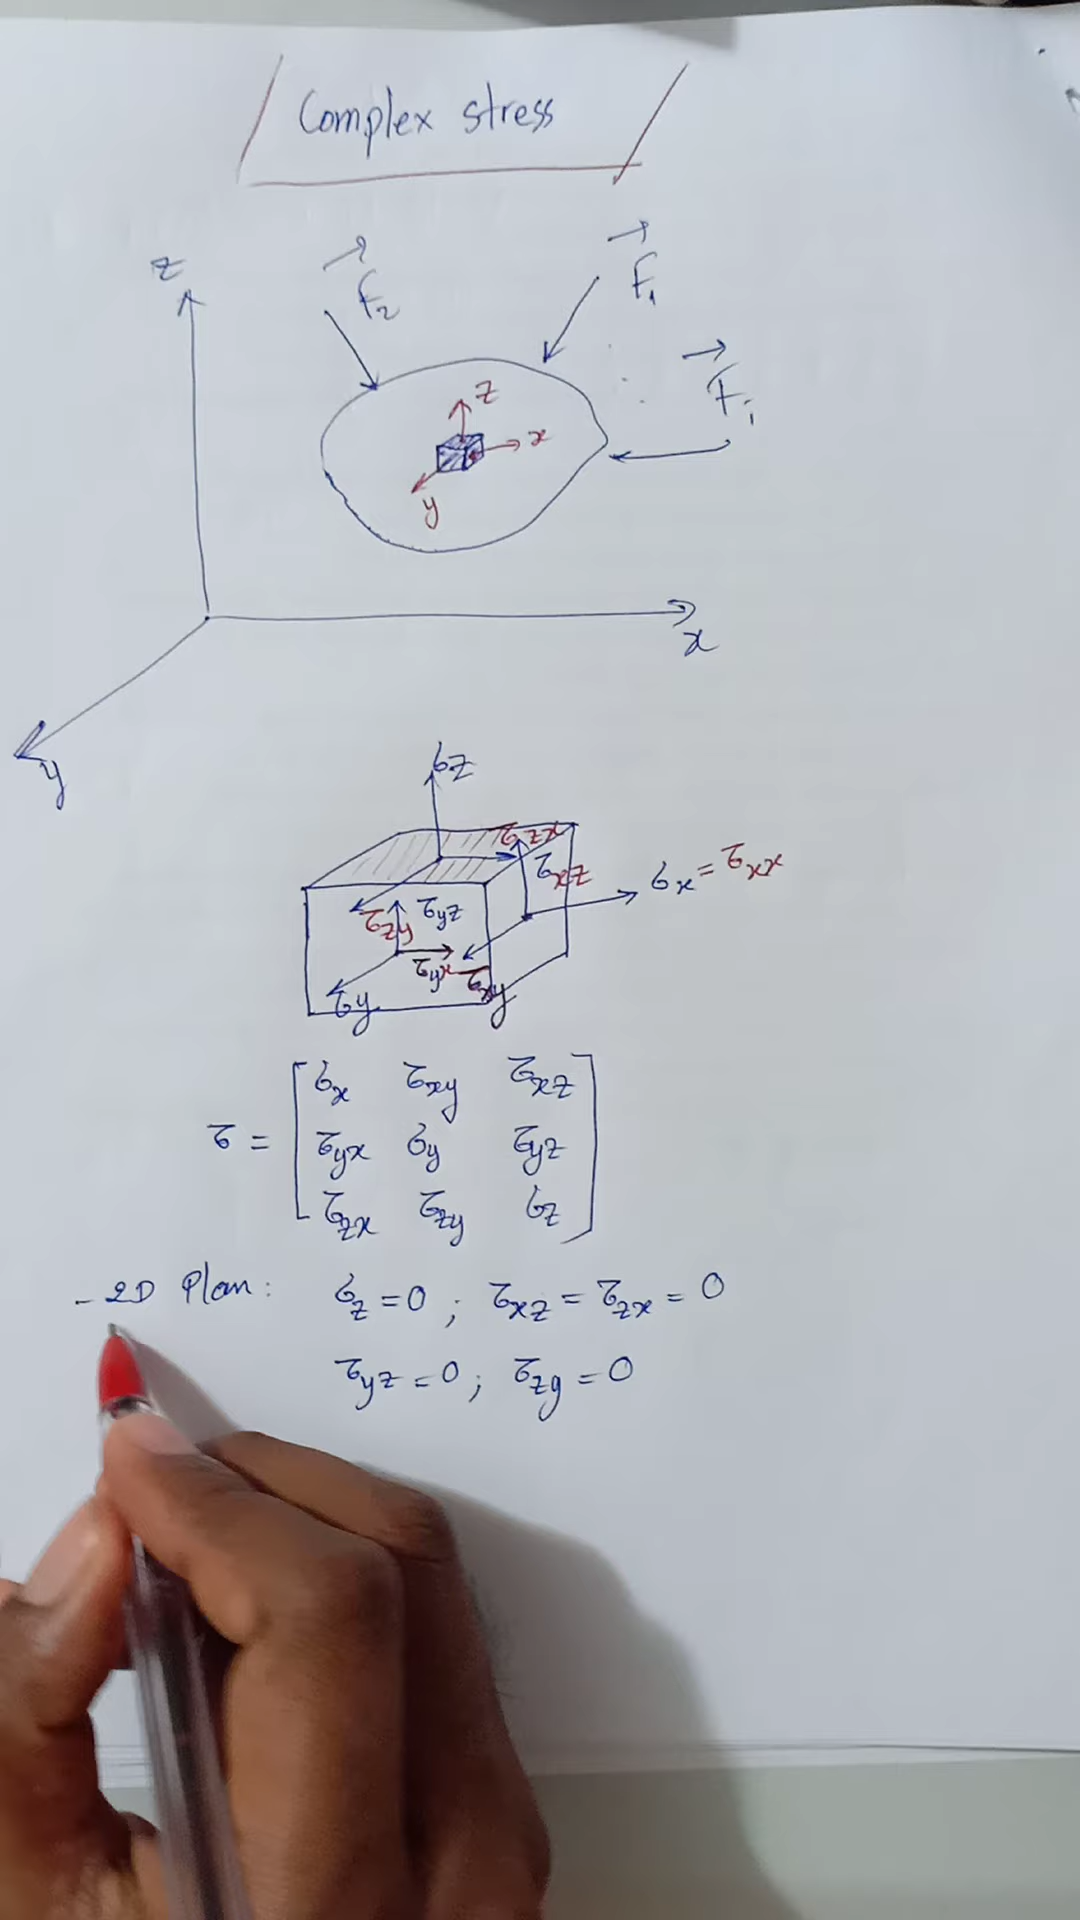 Complex stress
z
F₂
F₁
Fᵢ
z
x
y
x
y
σz
τzx
τxz
σx = τxx
τzy
τyz
τyx
τxy
σy
τ = [ σx τxy τxz
τyx σy τyz
τzx τzy σz ]
- 2D Plan: σz = 0 ; τxz = τzx = 0
τyz = 0 ; τzy = 0